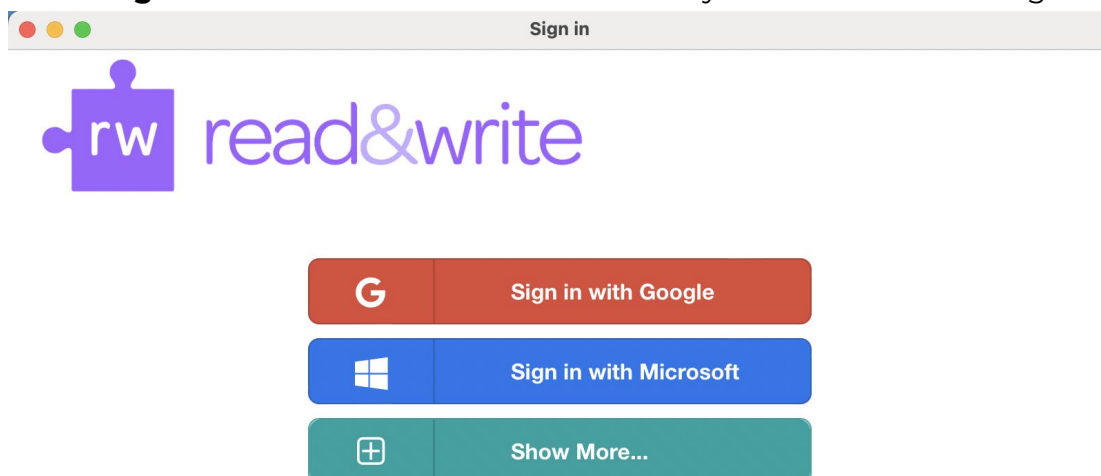 Sign in
rw read&write
G Sign in with Google
Sign in with Microsoft
Show More...